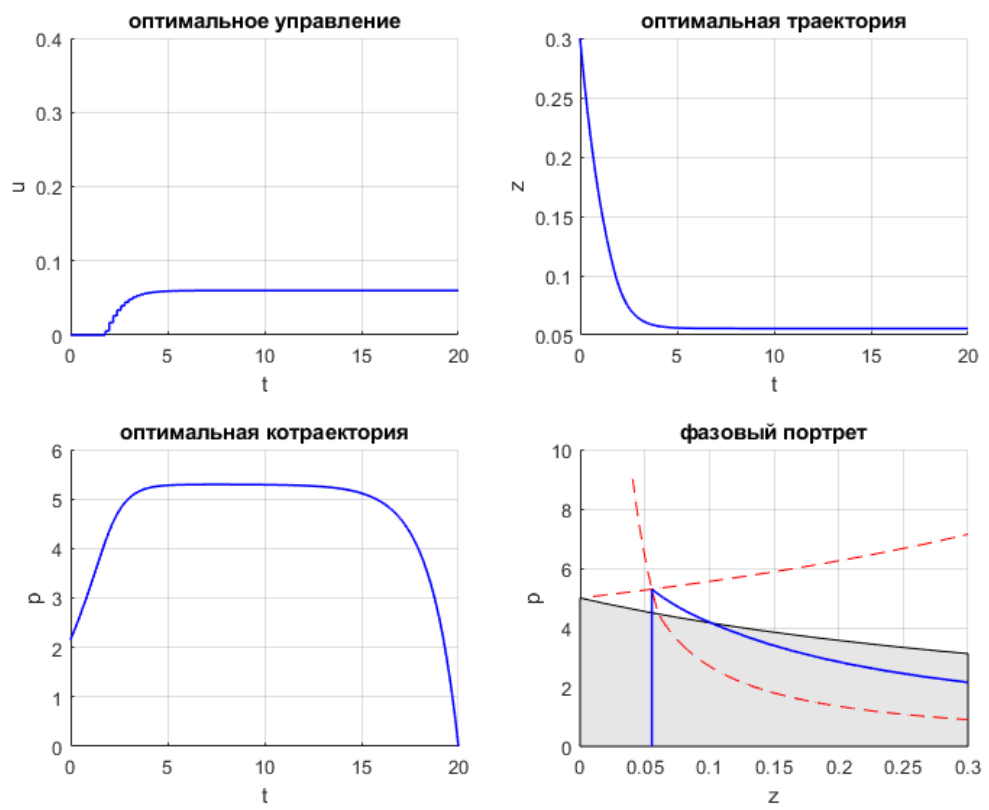 оптимальное управление
0.4
0.3
0.2
0.1
0
u
0 5 10 15 20
t
оптимальная траектория
0.3
0.25
0.2
0.15
0.1
0.05
z
0 5 10 15 20
t
оптимальная котраектория
6
5
4
3
2
1
0
p
0 5 10 15 20
t
фазовый портрет
10
8
6
4
2
0
p
0 0.05 0.1 0.15 0.2 0.25 0.3
z